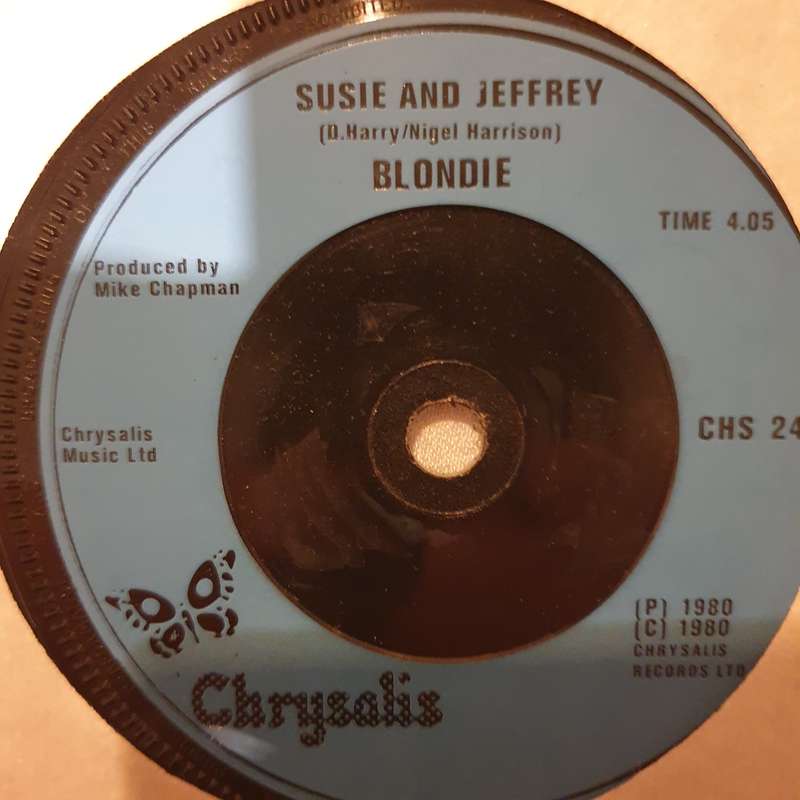 SUSIE AND JEFFREY
(D.Harry/Nigel Harrison)
BLONDIE
TIME 4.05
Produced by
Mike Chapman
Chrysalis
Music Ltd
CHS 24
(P) 1980
(C) 1980
CHRYSALIS
RECORDS LTD
Chrysalis